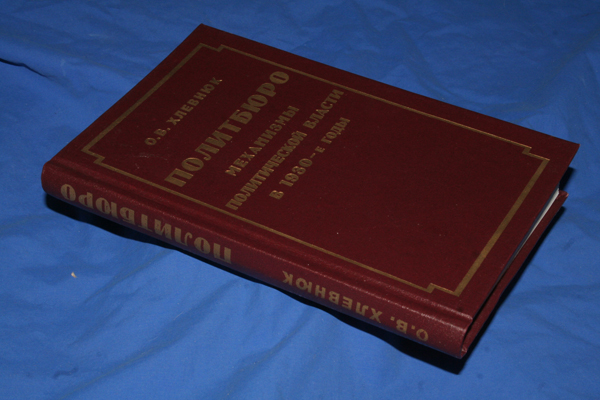 О.В. ХЛЕВНЮК
ПОЛИТБЮРО
МЕХАНИЗМЫ
ПОЛИТИЧЕСКОЙ ВЛАСТИ
В 1930-е ГОДЫ
О. В. ХЛЕВНЮК ПОЛИТБЮРО